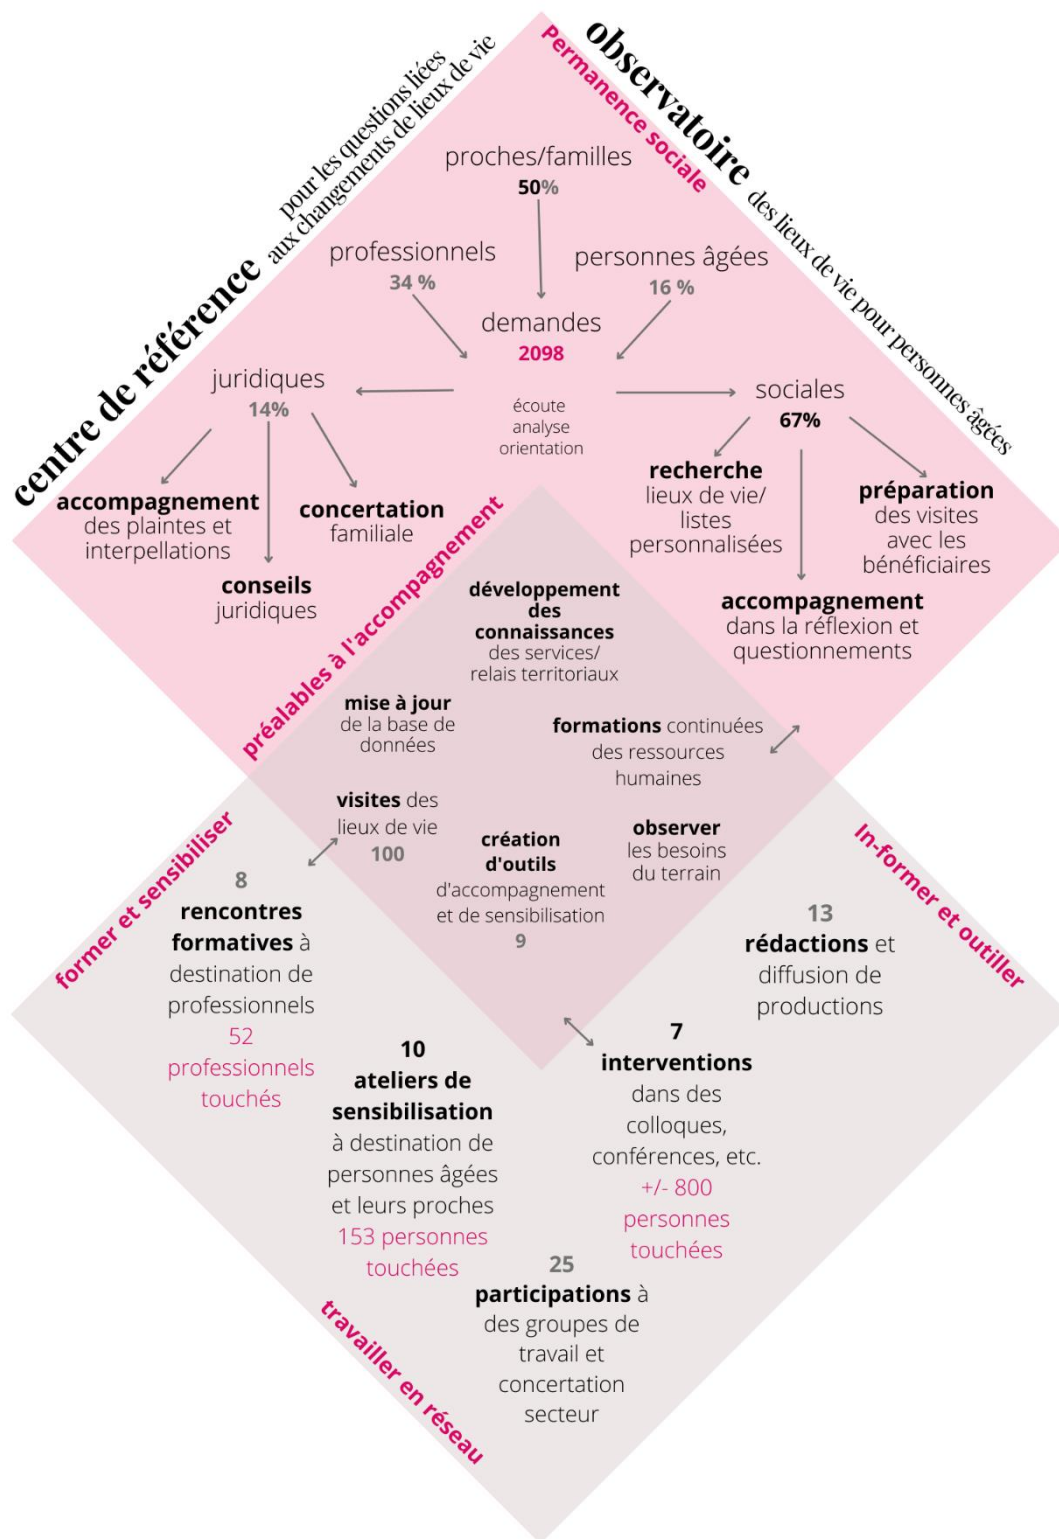 centre de référence
pour les questions liées
aux changements de lieux de vie
observatoire
des lieux de vie pour personnes âgées
Permanence sociale
proches/familles
50%
professionnels
34 %
personnes âgées
16 %
demandes
2098
écoute
analyse
orientation
juridiques
14%
accompagnement
des plaintes et
interpellations
conseils
juridiques
concertation
familiale
sociales
67%
recherche
lieux de vie/
listes
personnalisées
accompagnement
dans la réflexion et
questionnements
préparation
des visites
avec les
bénéficiaires
préalables à l'accompagnement
développement
des
connaissances
des services/
relais territoriaux
mise à jour
de la base de
données
formations continuées
des ressources
humaines
visites des
lieux de vie
100
création
d'outils
d'accompagnement
et de sensibilisation
9
observer
les besoins
du terrain
former et sensibiliser
8
rencontres
formatives à
destination de
professionnels
52
professionnels
touchés
10
ateliers de
sensibilisation
à destination de
personnes âgées
et leurs proches
153 personnes
touchées
In-former et outiller
13
rédactions et
diffusion de
productions
7
interventions
dans des
colloques,
conférences, etc.
+/- 800
personnes
touchées
travailler en réseau
25
participations à
des groupes de
travail et
concertation
secteur